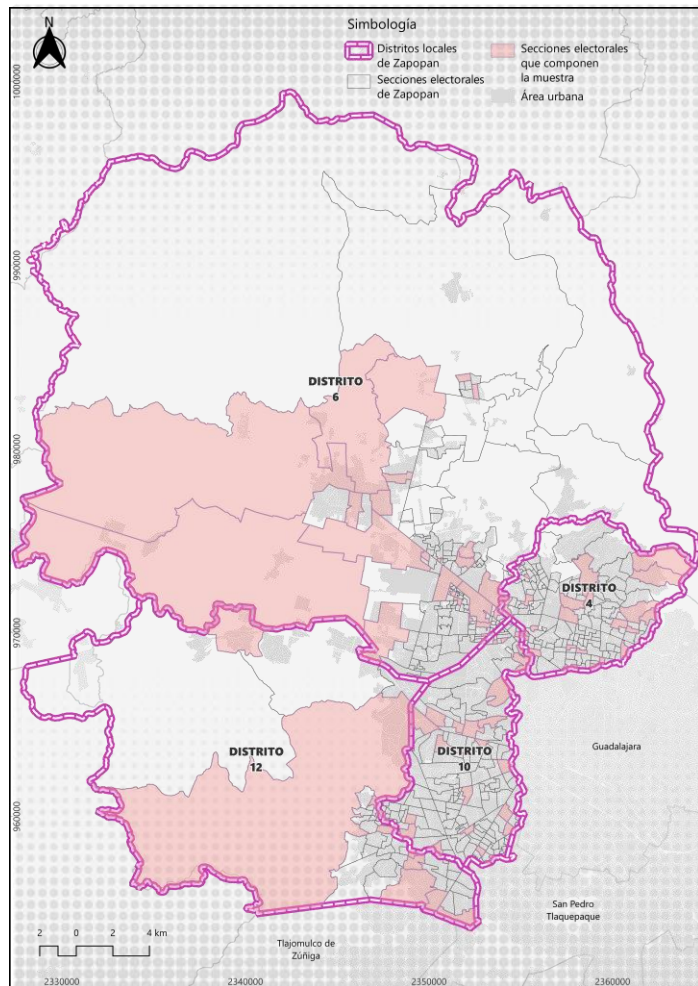 N
Simbología
Distritos locales
de Zapopan
Secciones electorales
de Zapopan
Secciones electorales
que componen
la muestra
Área urbana
1000000
990000
980000
970000
960000
DISTRITO
6
DISTRITO
4
DISTRITO
12
DISTRITO
10
Guadalajara
San Pedro
Tlaquepaque
Tlajomulco de
Zúñiga
2 0 2 4 km
2330000 2340000 2350000 2360000